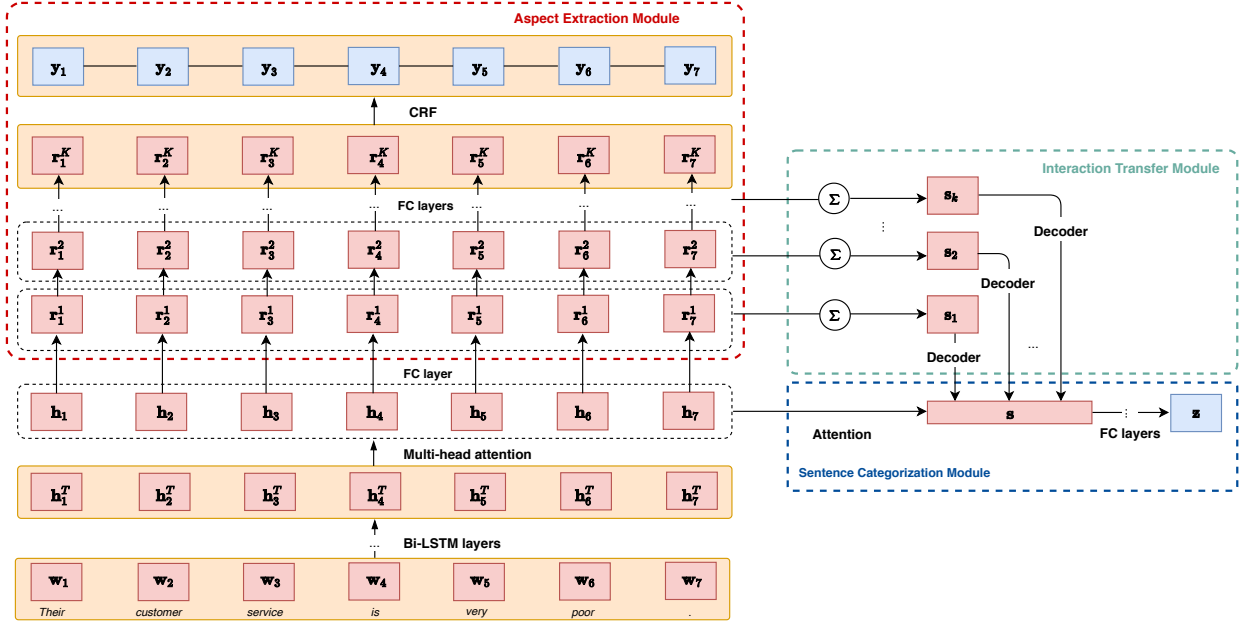 Aspect Extraction Module
y₁ y₂ y₃ y₄ y₅ y₆ y₇
CRF
r₁ᴷ r₂ᴷ r₃ᴷ r₄ᴷ r₅ᴷ r₆ᴷ r₇ᴷ
... ... ... ... ... ... ...
FC layers
r₁² r₂² r₃² r₄² r₅² r₆² r₇²
r₁¹ r₂¹ r₃¹ r₄¹ r₅¹ r₆¹ r₇¹
FC layer
h₁ h₂ h₃ h₄ h₅ h₆ h₇
Multi-head attention
h₁ᵀ h₂ᵀ h₃ᵀ h₄ᵀ h₅ᵀ h₆ᵀ h₇ᵀ
... Bi-LSTM layers
w₁ w₂ w₃ w₄ w₅ w₆ w₇
Their customer service is very poor .
Interaction Transfer Module
Σ sₖ
...
Decoder
Σ s₂
Decoder
Σ s₁
...
Decoder
s ... z
Attention
FC layers
Sentence Categorization Module